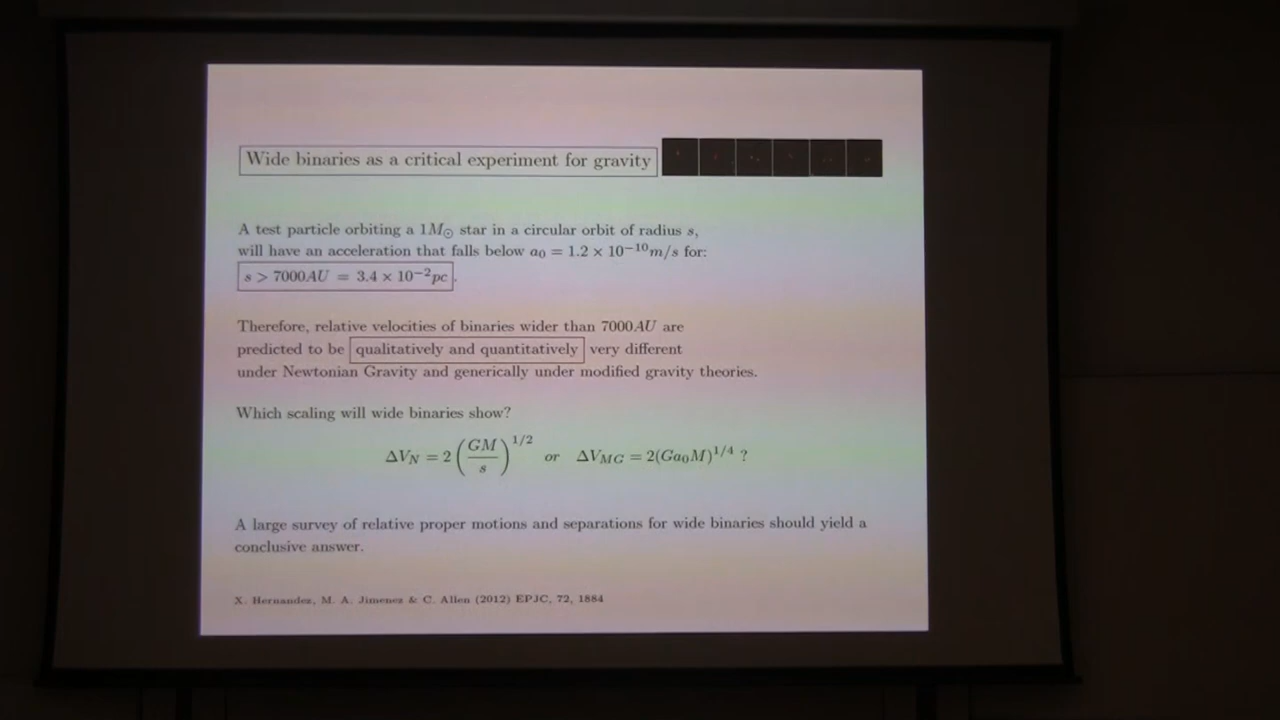 Wide binaries as a critical experiment for gravity
A test particle orbiting a 1M☉ star in a circular orbit of radius s,
will have an acceleration that falls below a₀ = 1.2 × 10⁻¹⁰m/s for:
s > 7000AU = 3.4 × 10⁻²pc.
Therefore, relative velocities of binaries wider than 7000AU are
predicted to be qualitatively and quantitatively very different
under Newtonian Gravity and generically under modified gravity theories.
Which scaling will wide binaries show?
ΔV_N = 2 (GM/s)^1/2 or ΔV_MG = 2(Ga₀M)^1/4 ?
A large survey of relative proper motions and separations for wide binaries should yield a
conclusive answer.
X. Hernandez, M. A. Jimenez & C. Allen (2012) EPJC, 72, 1884